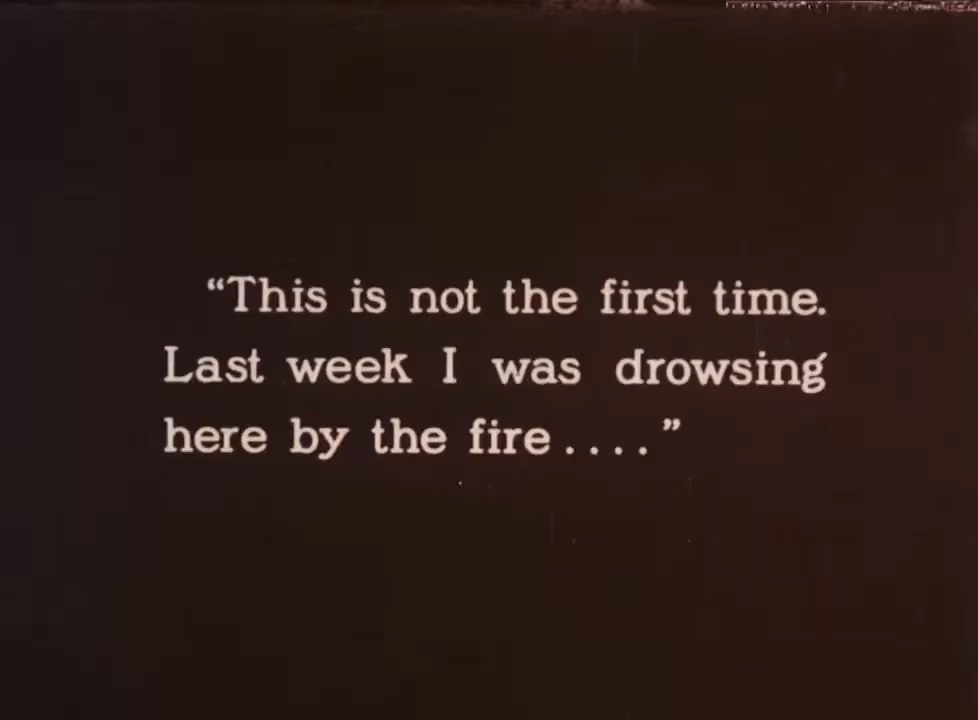 “This is not the first time.
Last week I was drowsing
here by the fire....”